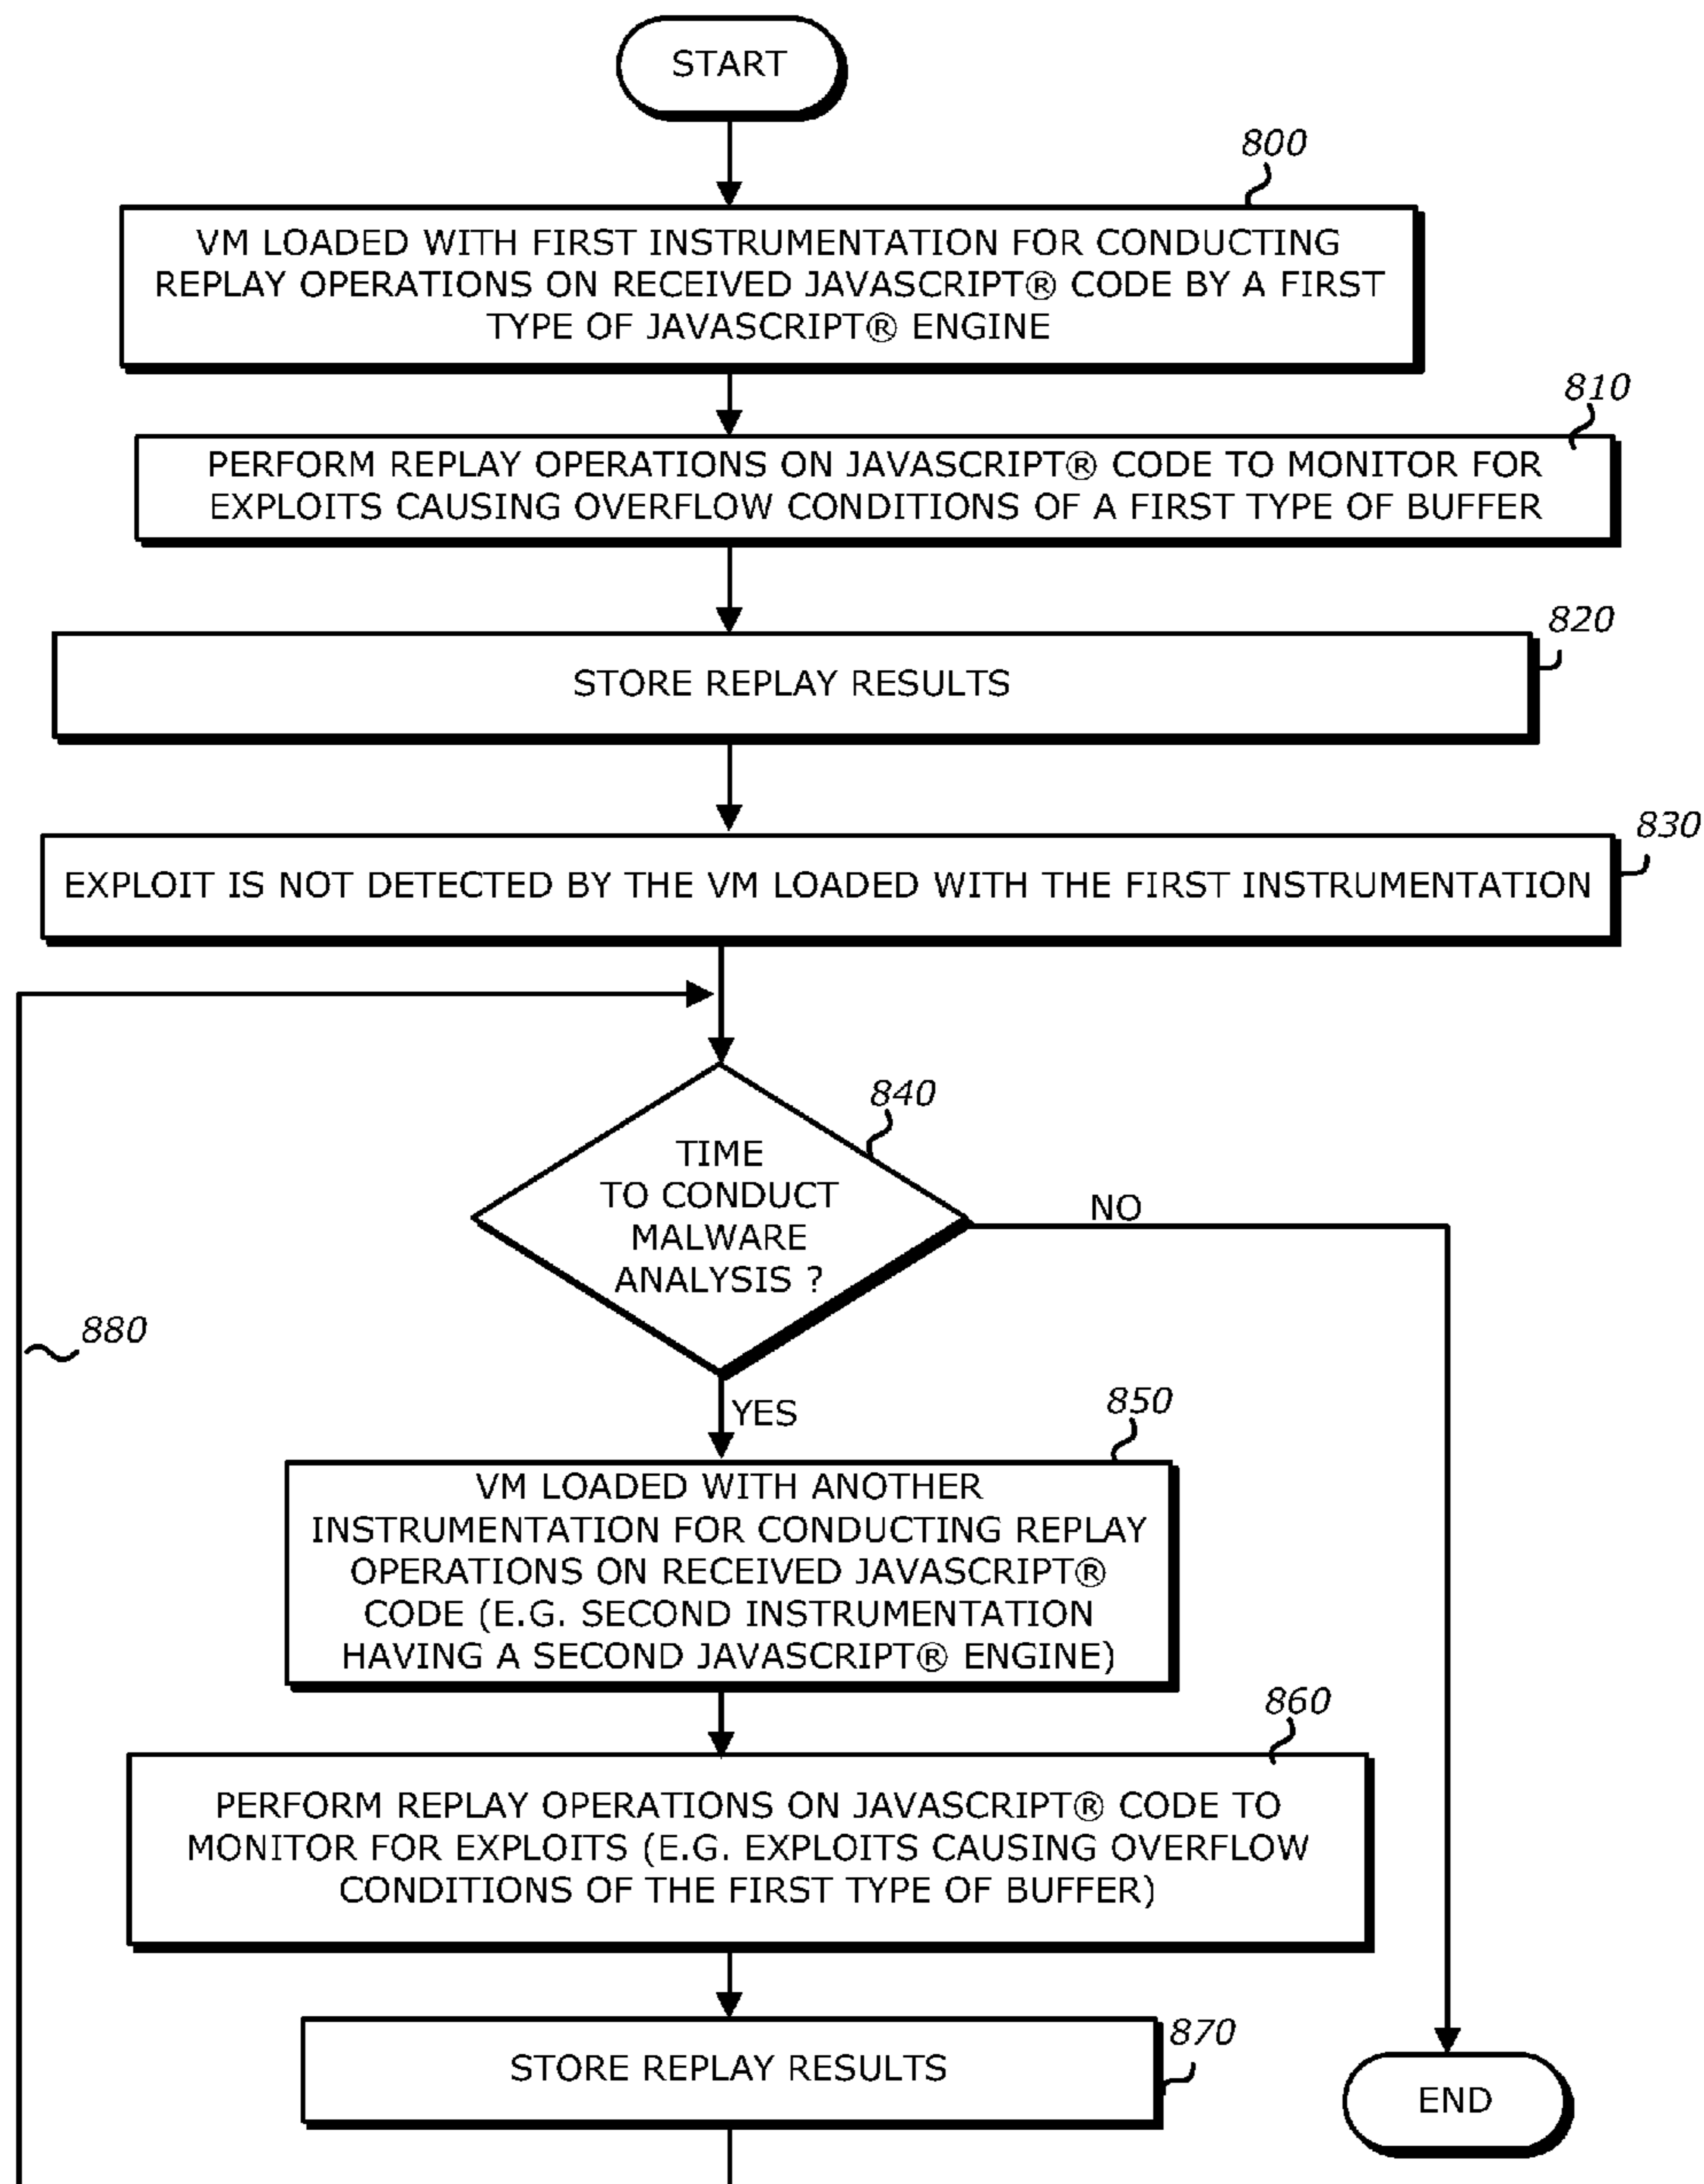 START
800
VM LOADED WITH FIRST INSTRUMENTATION FOR CONDUCTING
REPLAY OPERATIONS ON RECEIVED JAVASCRIPT® CODE BY A FIRST
TYPE OF JAVASCRIPT® ENGINE
810
PERFORM REPLAY OPERATIONS ON JAVASCRIPT® CODE TO MONITOR FOR
EXPLOITS CAUSING OVERFLOW CONDITIONS OF A FIRST TYPE OF BUFFER
820
STORE REPLAY RESULTS
830
EXPLOIT IS NOT DETECTED BY THE VM LOADED WITH THE FIRST INSTRUMENTATION
840
TIME
TO CONDUCT
MALWARE
ANALYSIS ?
NO
880
YES
850
VM LOADED WITH ANOTHER
INSTRUMENTATION FOR CONDUCTING REPLAY
OPERATIONS ON RECEIVED JAVASCRIPT®
CODE (E.G. SECOND INSTRUMENTATION
HAVING A SECOND JAVASCRIPT® ENGINE)
860
PERFORM REPLAY OPERATIONS ON JAVASCRIPT® CODE TO
MONITOR FOR EXPLOITS (E.G. EXPLOITS CAUSING OVERFLOW
CONDITIONS OF THE FIRST TYPE OF BUFFER)
870
STORE REPLAY RESULTS
END